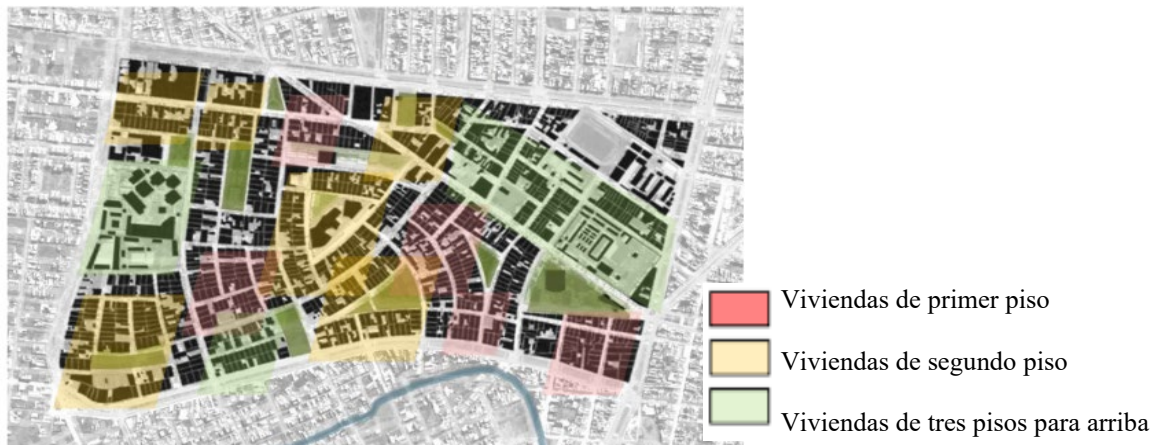 Viviendas de primer piso
Viviendas de segundo piso
Viviendas de tres pisos para arriba